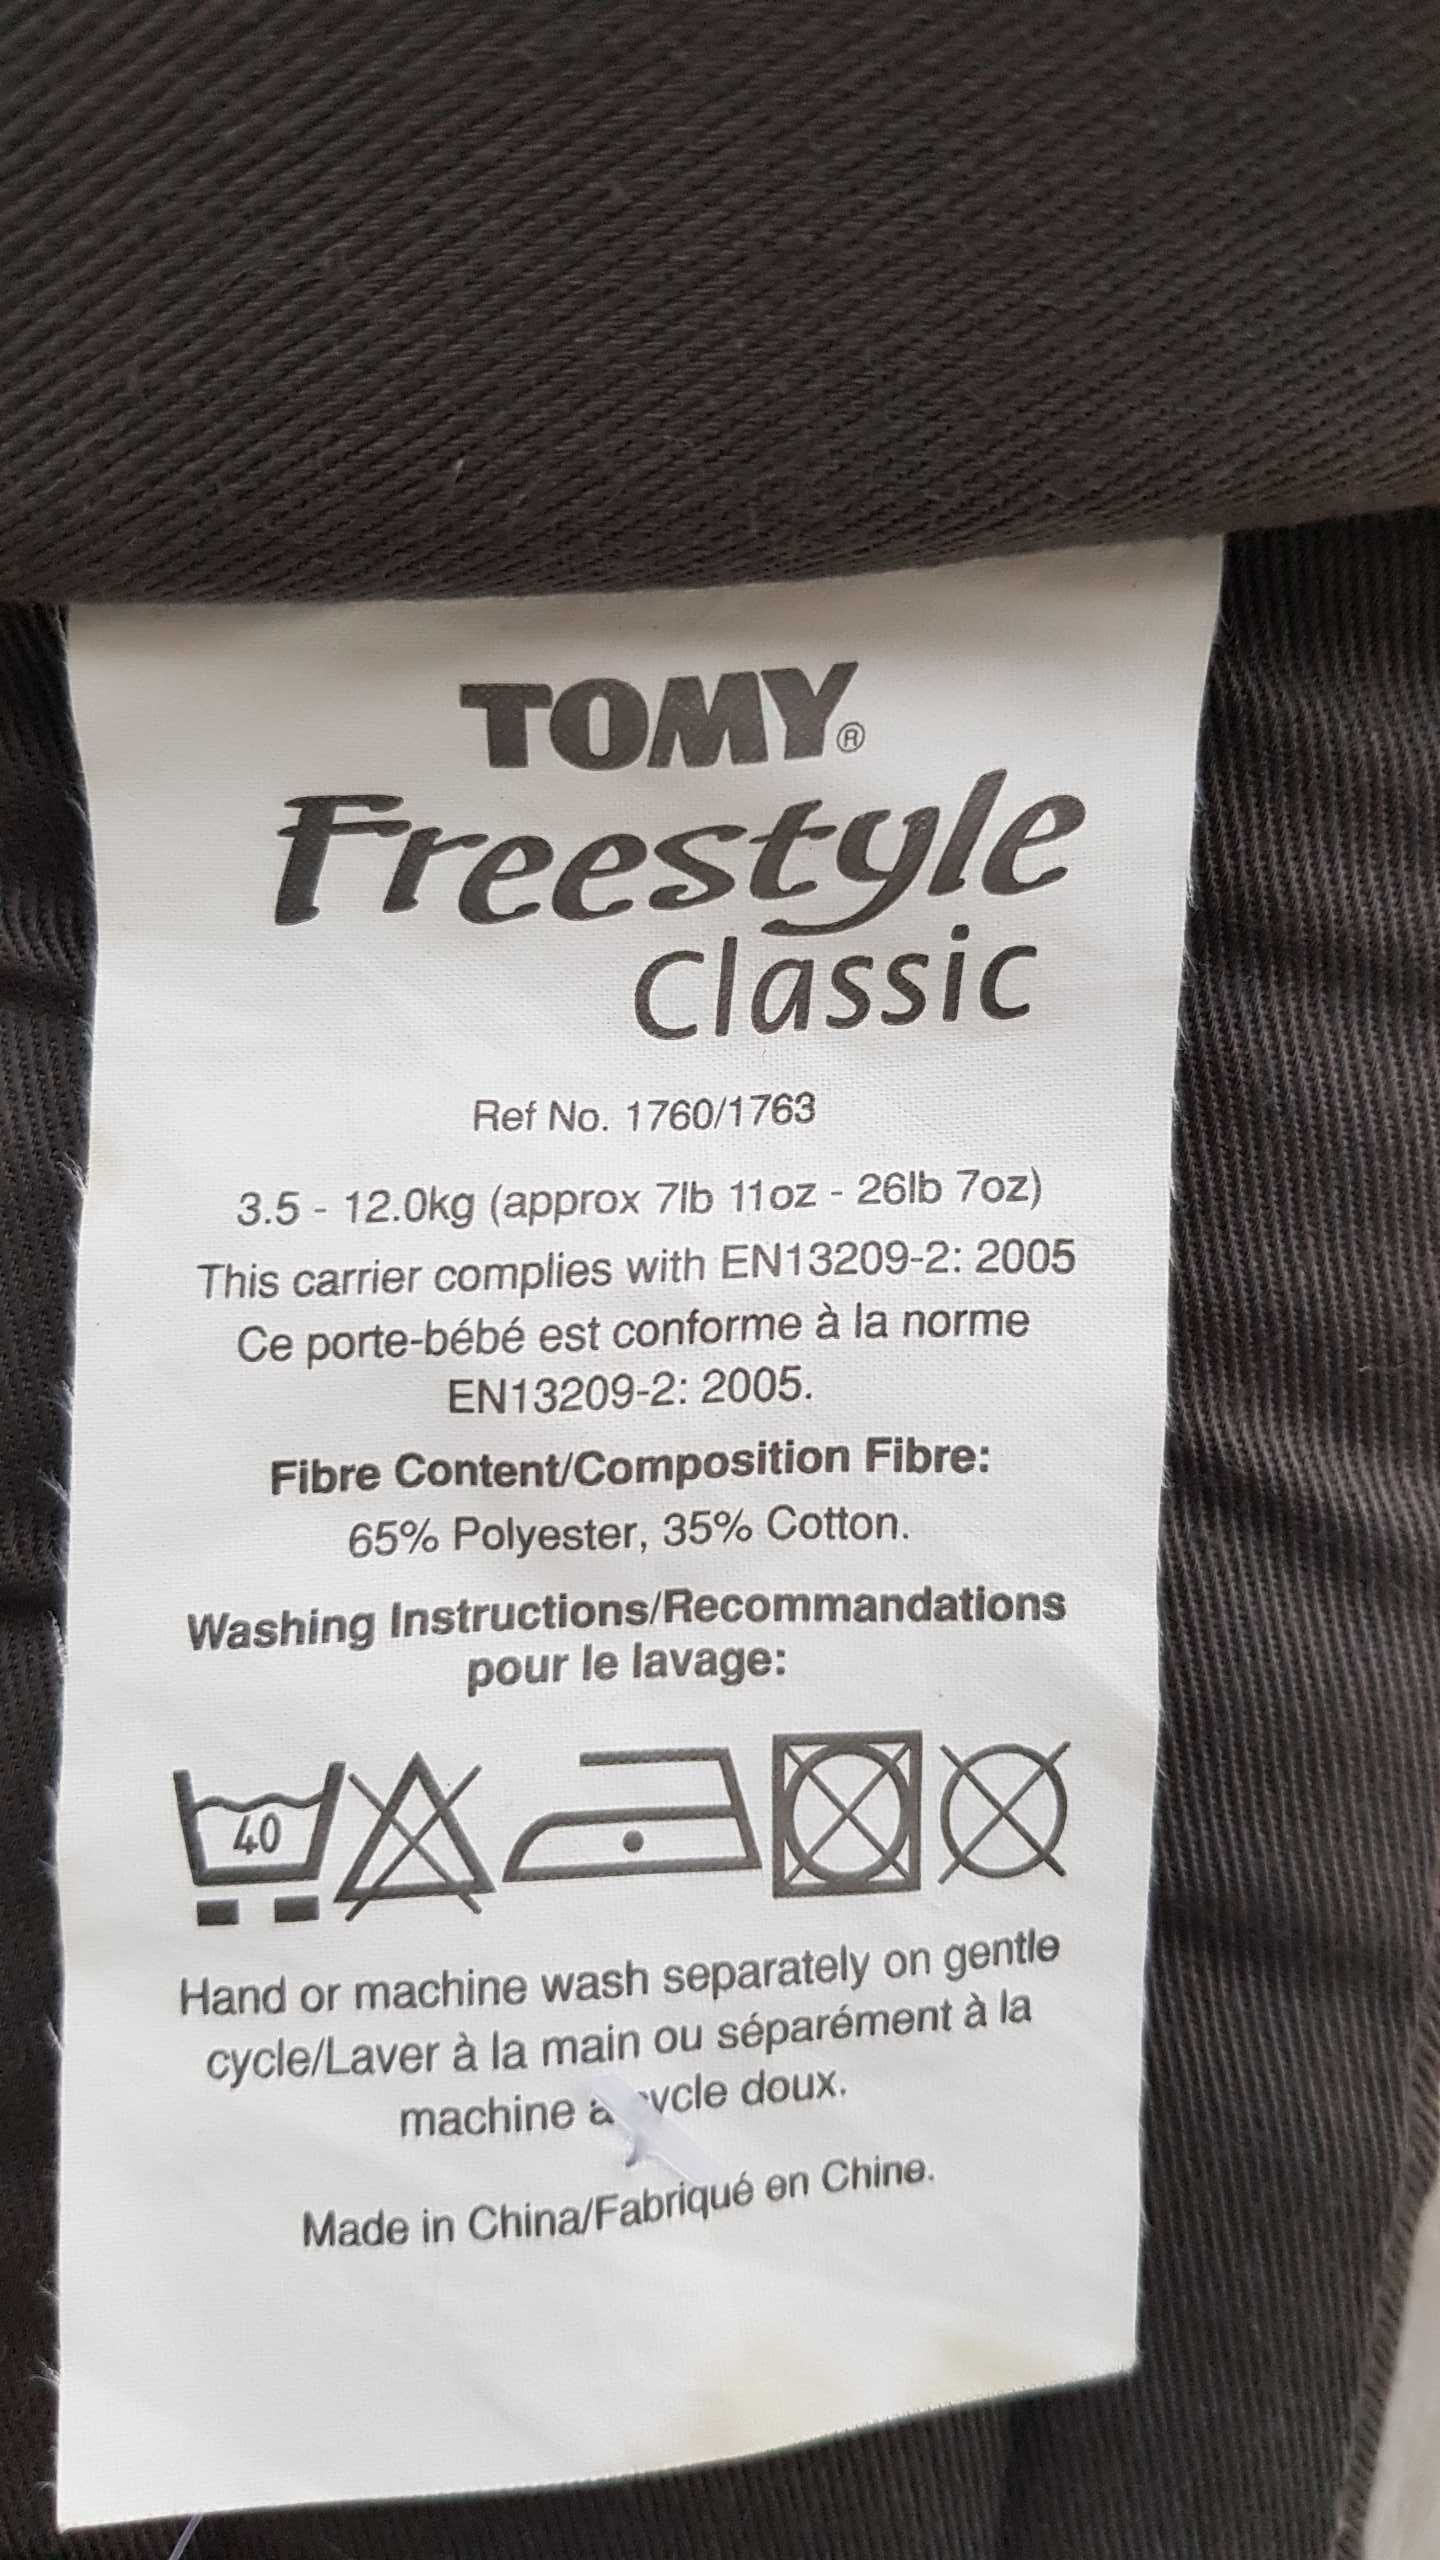 TOMY®
Freestyle
Classic
Ref No. 1760/1763
3.5 - 12.0kg (approx 7lb 11oz - 26lb 7oz)
This carrier complies with EN13209-2: 2005
Ce porte-bébé est conforme à la norme
EN13209-2: 2005.
Fibre Content/Composition Fibre:
65% Polyester, 35% Cotton.
Washing Instructions/Recommandations
pour le lavage:
40
Hand or machine wash separately on gentle
cycle/Laver à la main ou séparément à la
machine à cycle doux.
Made in China/Fabriqué en Chine.